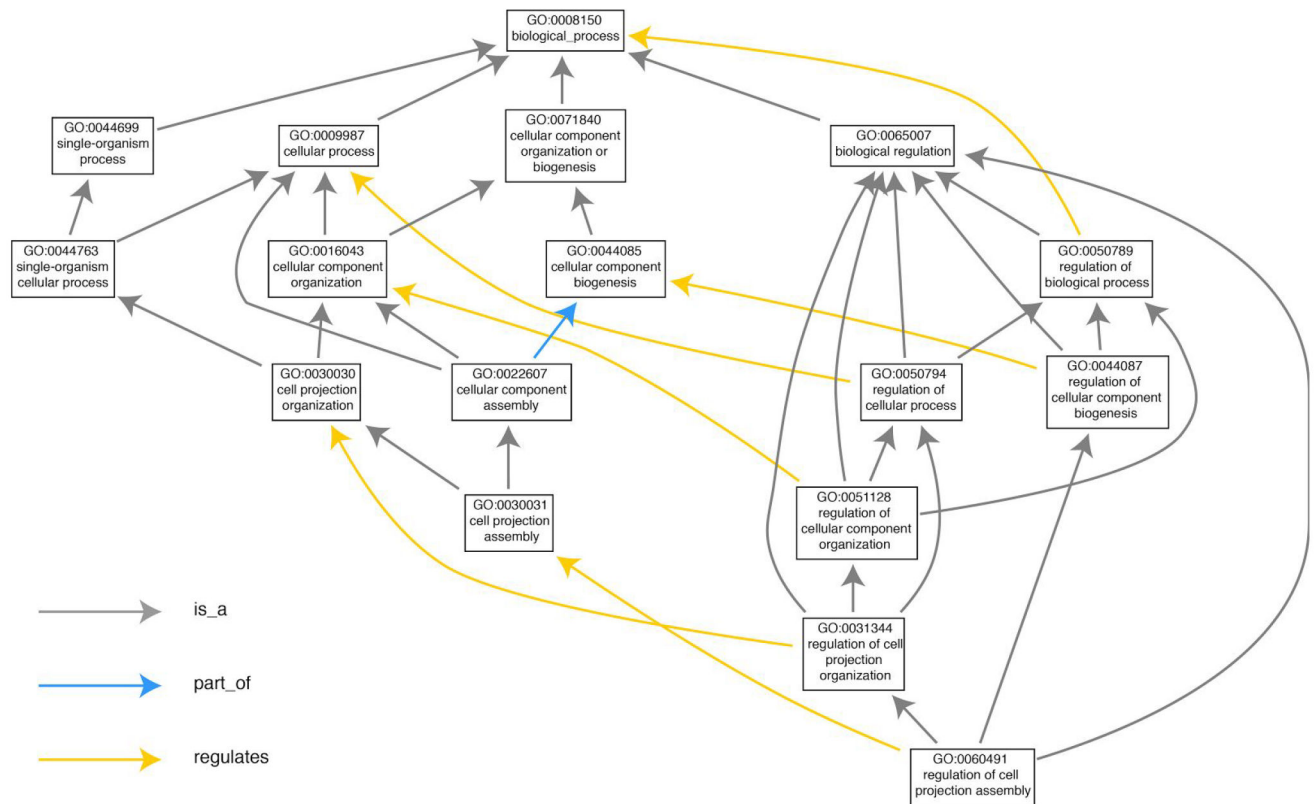 GO:0008150
biological_process
GO:0044699
single-organism
process
GO:0009987
cellular process
GO:0071840
cellular component
organization or
biogenesis
GO:0065007
biological regulation
GO:0044763
single-organism
cellular process
GO:0016043
cellular component
organization
GO:0044085
cellular component
biogenesis
GO:0050789
regulation of
biological process
GO:0030030
cell projection
organization
GO:0022607
cellular component
assembly
GO:0050794
regulation of
cellular process
GO:0044087
regulation of
cellular component
biogenesis
GO:0030031
cell projection
assembly
GO:0051128
regulation of
cellular component
organization
GO:0031344
regulation of cell
projection
organization
GO:0060491
regulation of cell
projection assembly
is_a
part_of
regulates